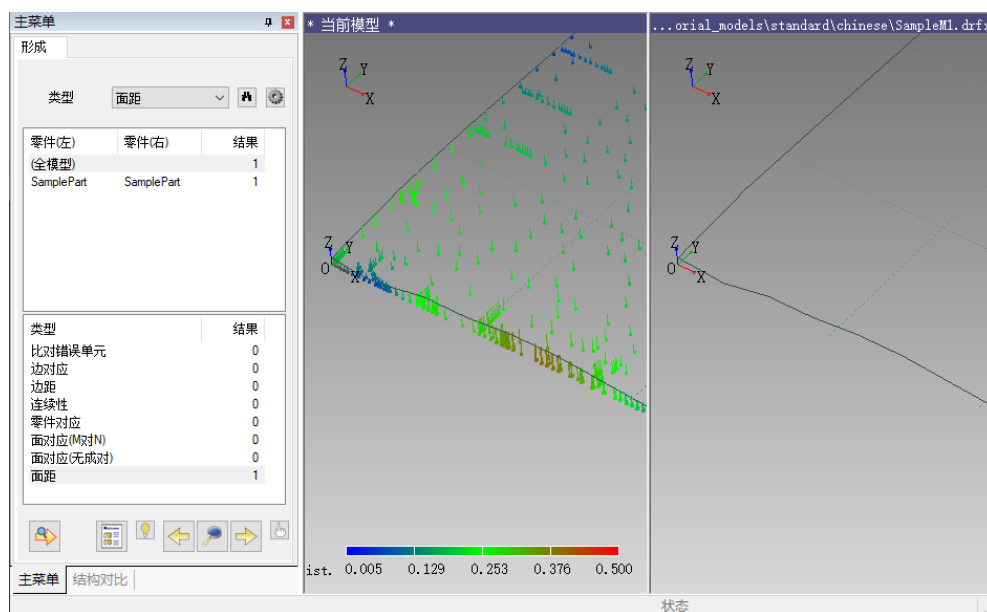 主菜单
形成
类型 面距
零件(左) 零件(右) 结果
(全模型) 1
SamplePart SamplePart 1
类型 结果
比对错误单元 0
边对应 0
边距 0
连续性 0
零件对应 0
面对应(M对N) 0
面对应(无成对) 0
面距 1
主菜单 结构对比
* 当前模型 *
Z Y X
Z Y O X
ist. 0.005 0.129 0.253 0.376 0.500
...orial_models\standard\chinese\SampleM1.drfx
Z Y X
Z Y O X
状态